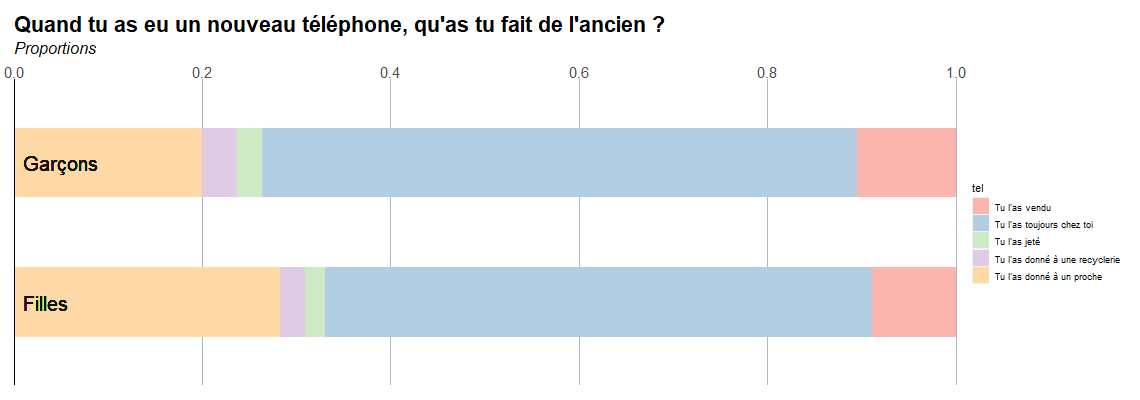 Quand tu as eu un nouveau téléphone, qu'as tu fait de l'ancien ?
Proportions
0.0 0.2 0.4 0.6 0.8 1.0
Garçons
Filles
tel
Tu l'as vendu
Tu l'as toujours chez toi
Tu l'as jeté
Tu l'as donné à une recyclerie
Tu l'as donné à un proche